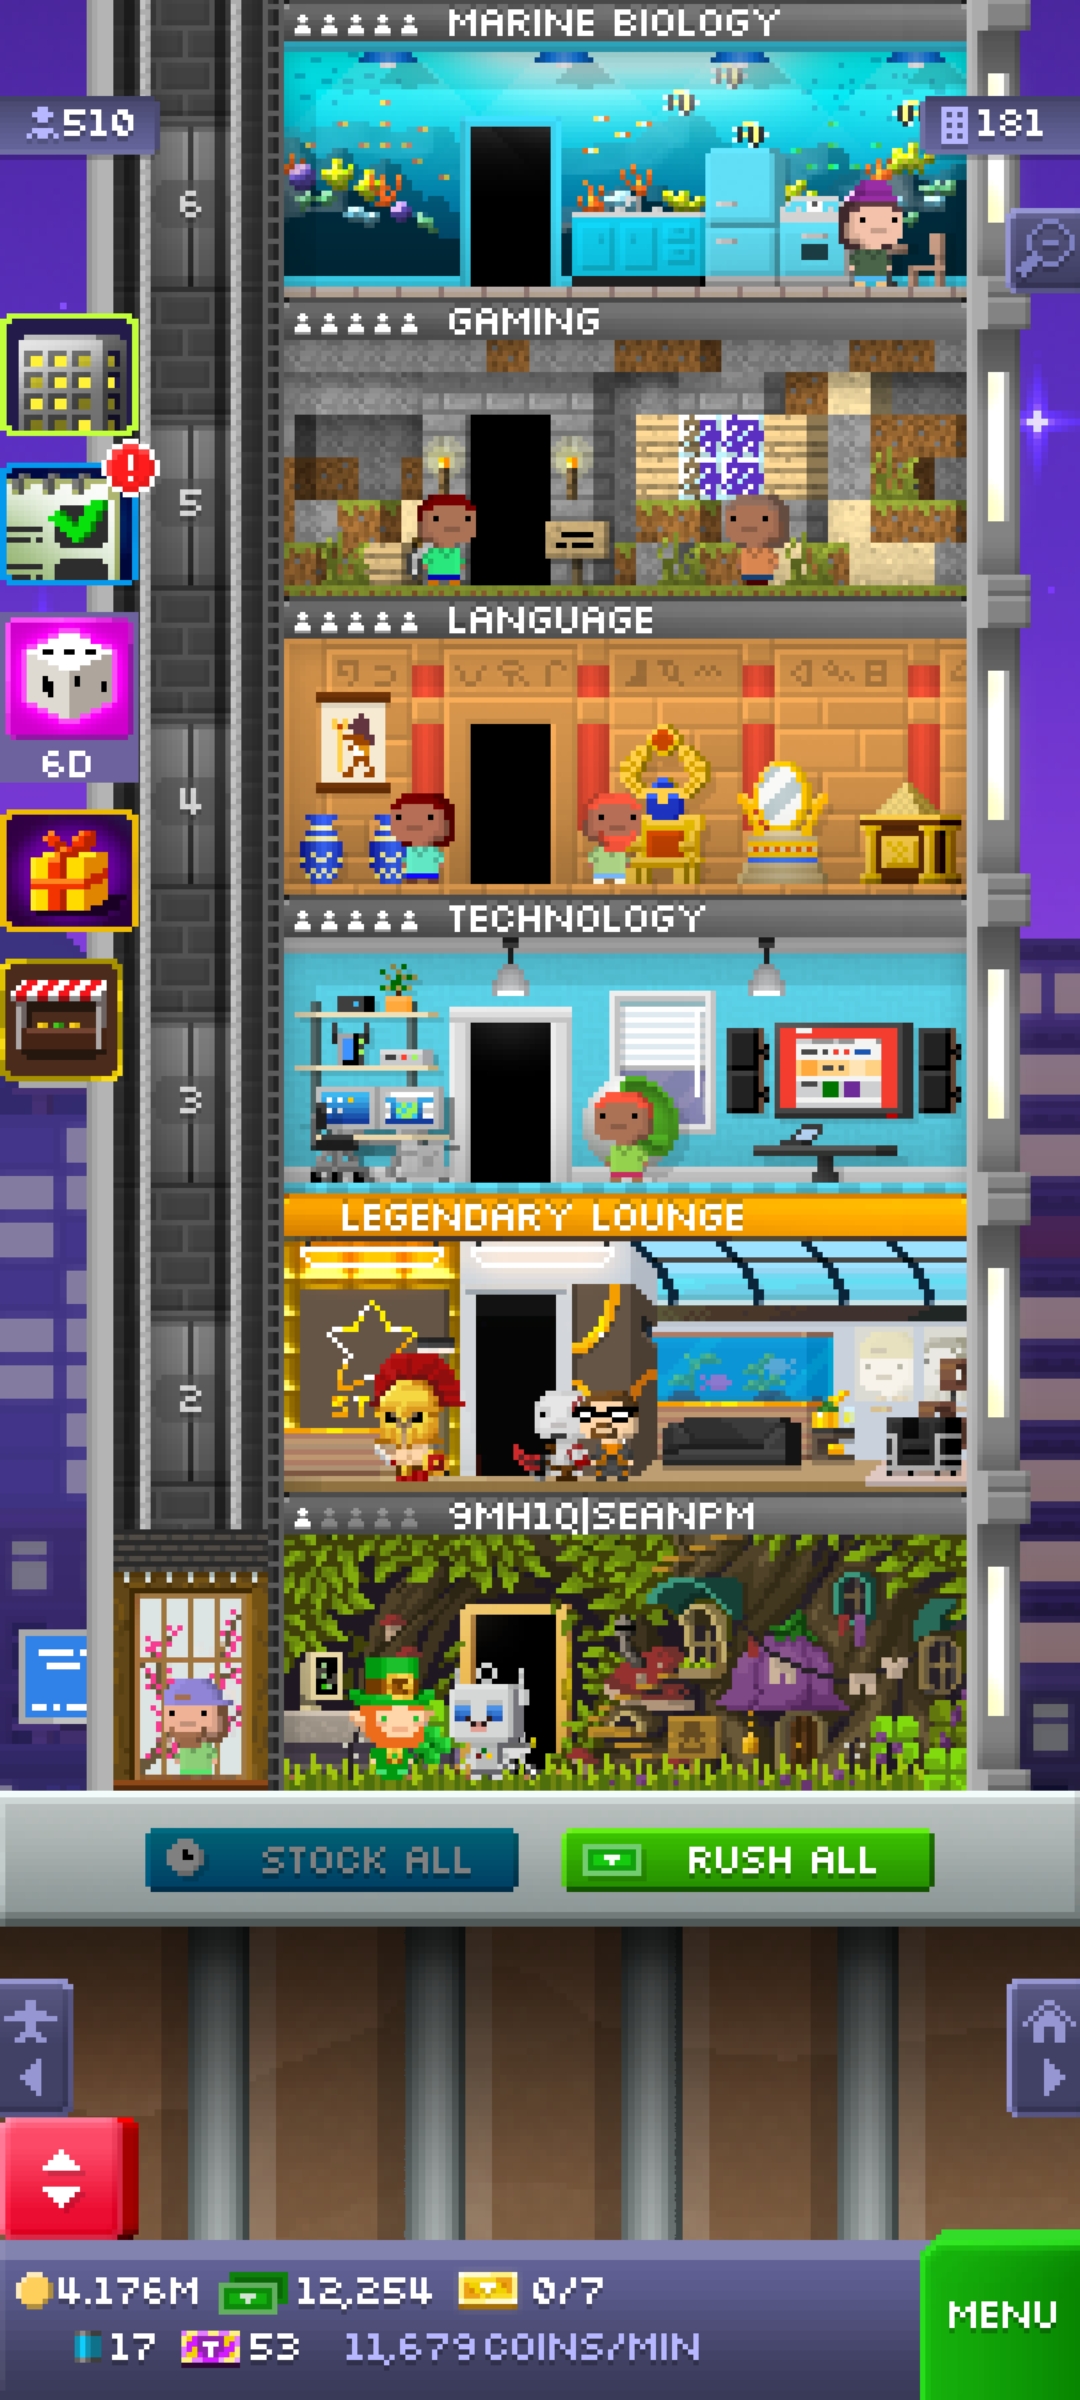 MARINE BIOLOGY
510
181
6
GAMING
5
LANGUAGE
6D
4
TECHNOLOGY
3
LEGENDARY LOUNGE
2
9MH1Q|SEANPM
STOCK ALL
RUSH ALL
4.176M
12,254
0/7
17
53
11,679 COINS/MIN
MENU